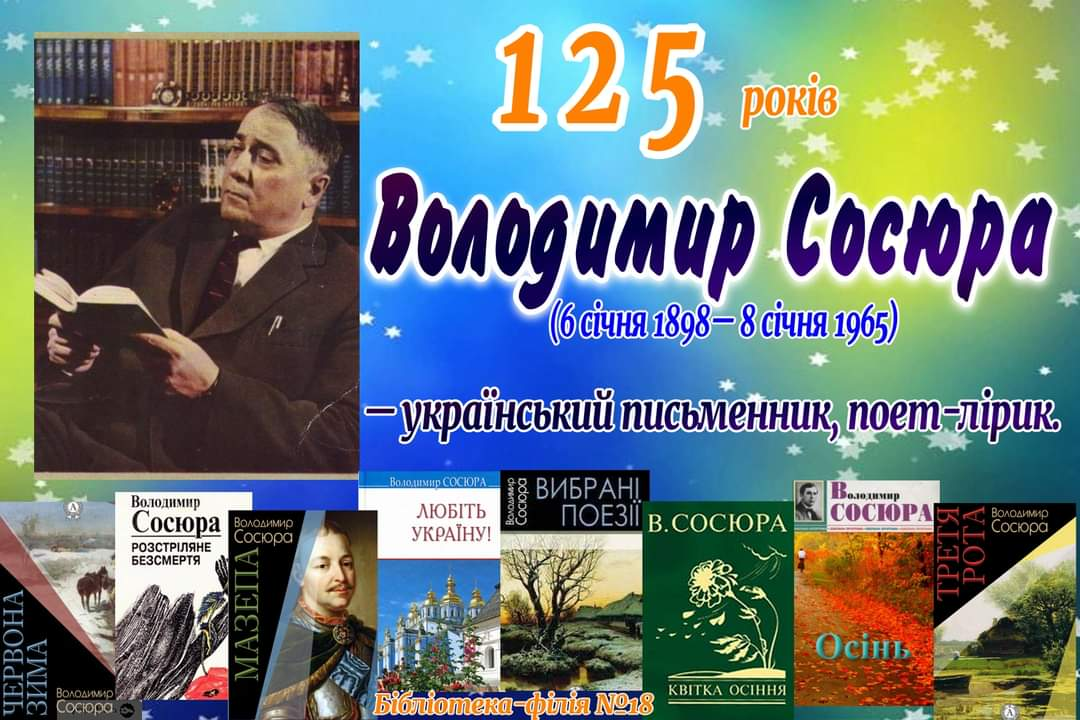 125 років
Володимир Сосюра
(6 січня 1898 – 8 січня 1965)
– український письменник, поет-лірик.
ЧЕРВОНА
ЗИМА
Володимир
Сосюра
Володимир
Сосюра
РОЗСТРІЛЯНЕ
БЕЗСМЕРТЯ
Володимир
Сосюра
МАЗЕПА
Володимир СОСЮРА
ЛЮБІТЬ
УКРАЇНУ!
Володимир
Сосюра
ВИБРАНІ
ПОЕЗІЇ
В.СОСЮРА
КВІТКА ОСІННЯ
Володимир
СОСЮРА
Осінь
ТРЕТЯ
РОТА
Володимир
Сосюра
Бібліотека-філія №18